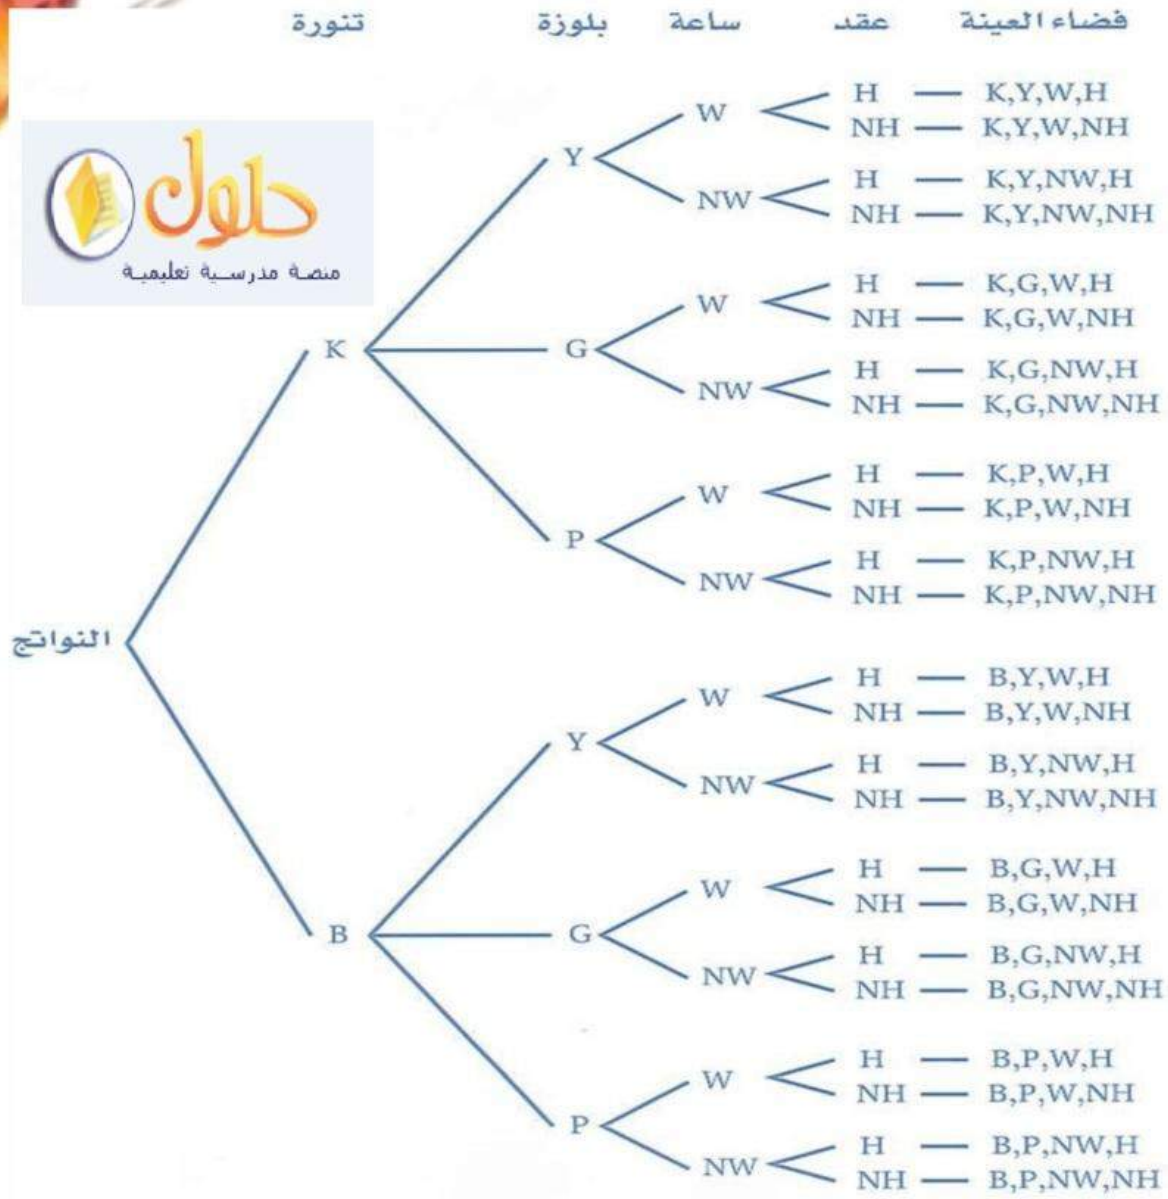 تنورة بلوزة ساعة عقد فضاء العينة
حلول
منصة مدرسية تعليمية
H — K,Y,W,H
W
NH — K,Y,W,NH
Y
H — K,Y,NW,H
NW
NH — K,Y,NW,NH
H — K,G,W,H
W
NH — K,G,W,NH
K G
H — K,G,NW,H
NW
NH — K,G,NW,NH
H — K,P,W,H
W
NH — K,P,W,NH
P
H — K,P,NW,H
NW
NH — K,P,NW,NH
النواتج
H — B,Y,W,H
W
NH — B,Y,W,NH
Y
H — B,Y,NW,H
NW
NH — B,Y,NW,NH
H — B,G,W,H
W
NH — B,G,W,NH
B G
H — B,G,NW,H
NW
NH — B,G,NW,NH
H — B,P,W,H
W
NH — B,P,W,NH
P
H — B,P,NW,H
NW
NH — B,P,NW,NH